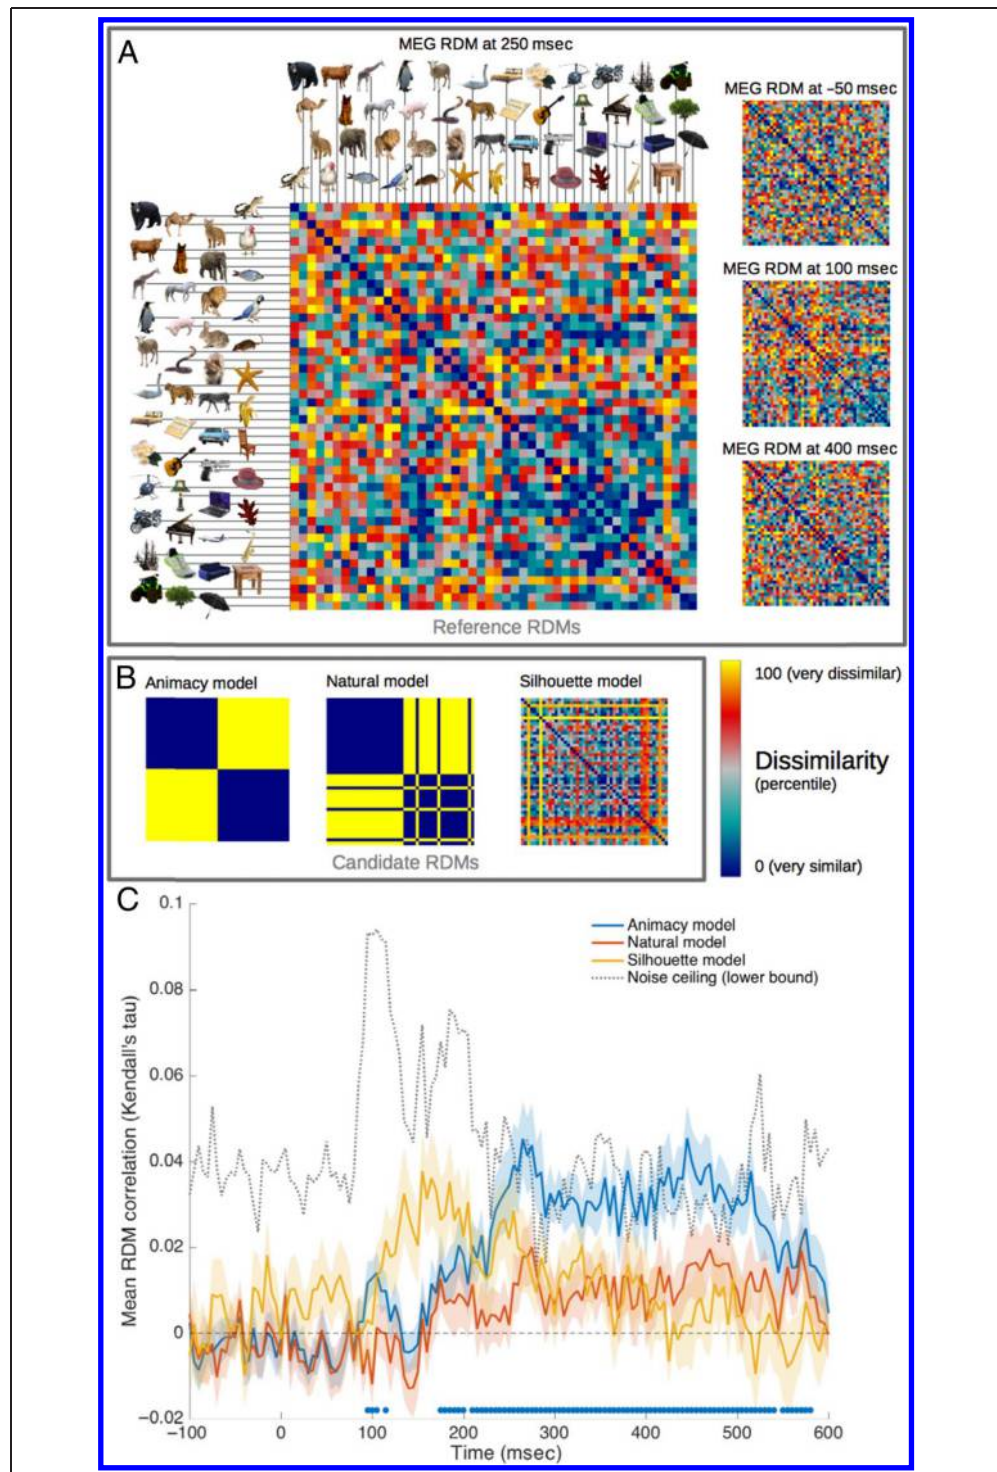 A
MEG RDM at 250 msec
MEG RDM at −50 msec
MEG RDM at 100 msec
MEG RDM at 400 msec
Reference RDMs
B
Animacy model
Natural model
Silhouette model
Candidate RDMs
100 (very dissimilar)
Dissimilarity
(percentile)
0 (very similar)
C
0.1
0.08
0.06
0.04
0.02
0
−0.02
Mean RDM correlation (Kendall's tau)
Animacy model
Natural model
Silhouette model
Noise ceiling (lower bound)
−100
0
100
200
300
400
500
600
Time (msec)